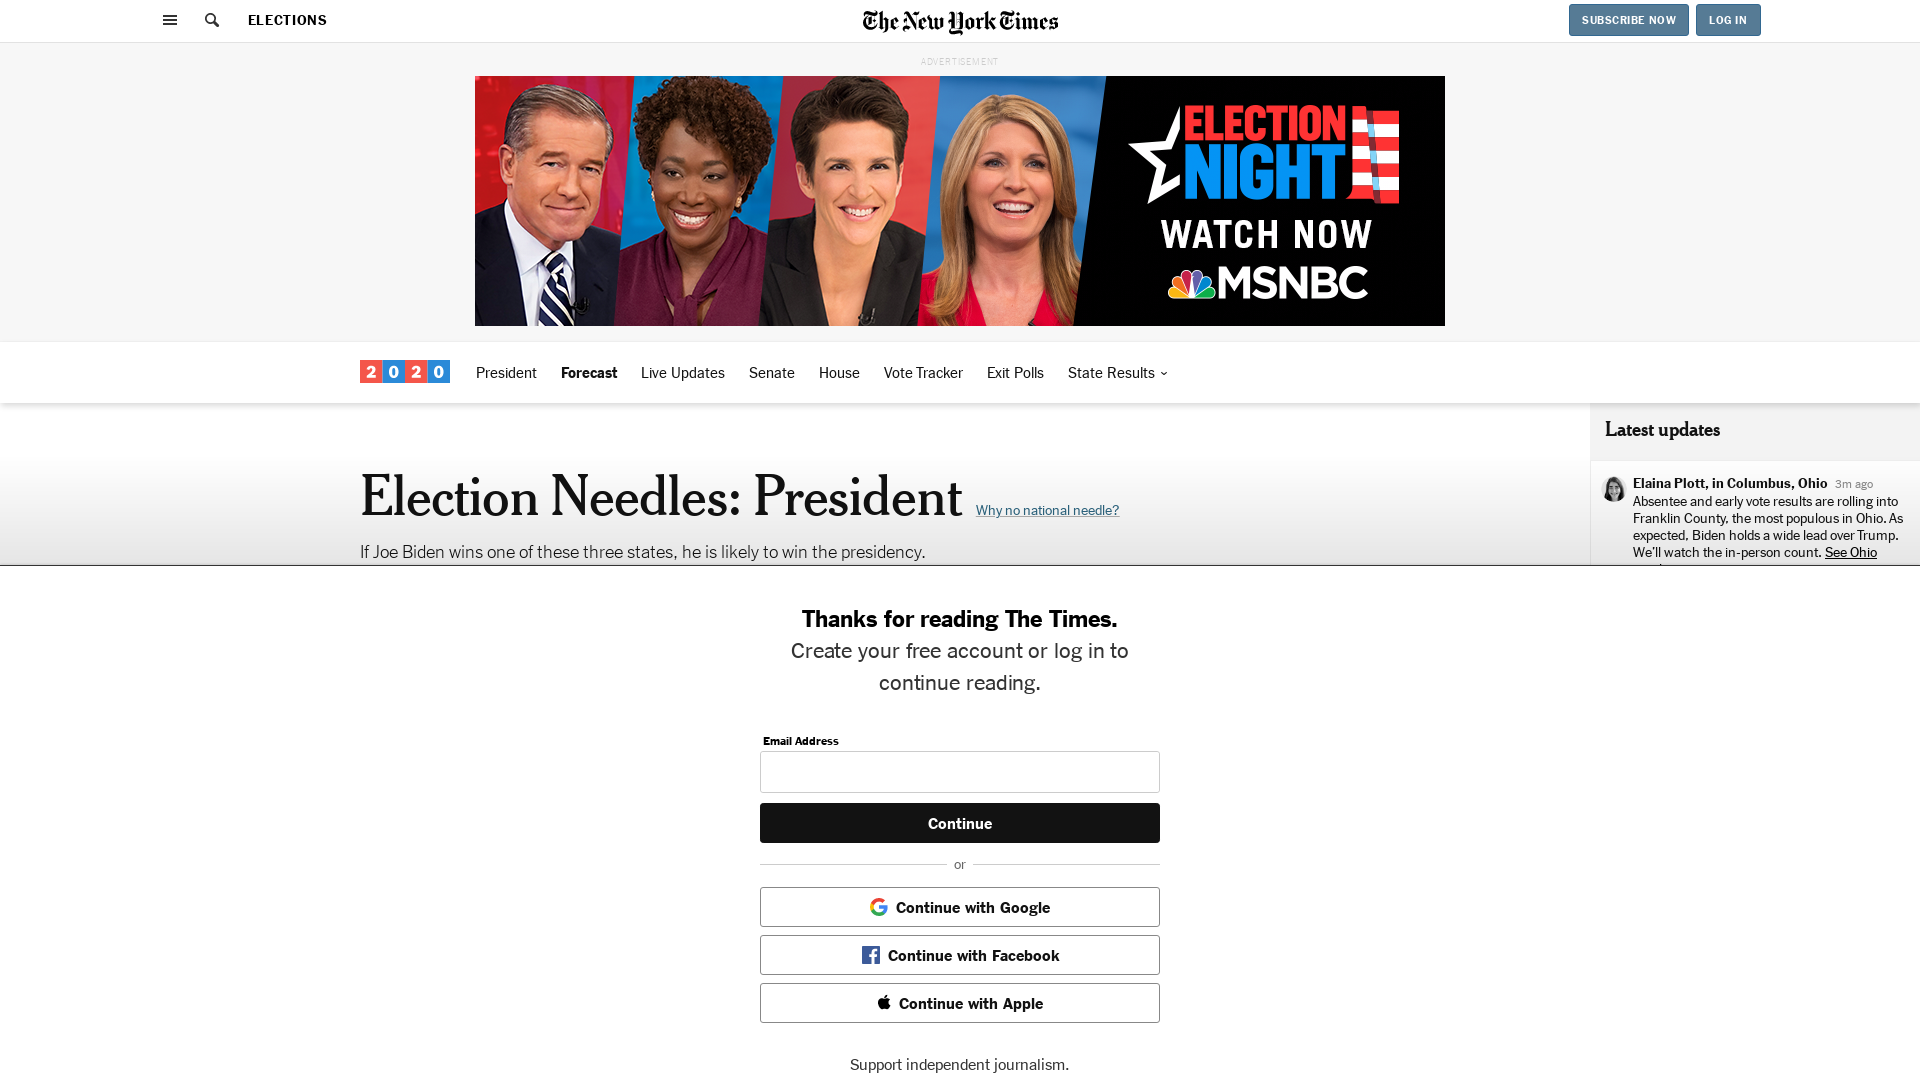 ELECTIONS
The New York Times
SUBSCRIBE NOW
LOG IN
ADVERTISEMENT
ELECTION
NIGHT
WATCH NOW
MSNBC
2020
President
Forecast
Live Updates
Senate
House
Vote Tracker
Exit Polls
State Results
Latest updates
Election Needles: President
Why no national needle?
If Joe Biden wins one of these three states, he is likely to win the presidency.
Elaina Plott, in Columbus, Ohio 3m ago
Absentee and early vote results are rolling into
Franklin County, the most populous in Ohio. As
expected, Biden holds a wide lead over Trump.
We’ll watch the in-person count. See Ohio
Thanks for reading The Times.
Create your free account or log in to
continue reading.
Email Address
Continue
or
Continue with Google
Continue with Facebook
Continue with Apple
Support independent journalism.